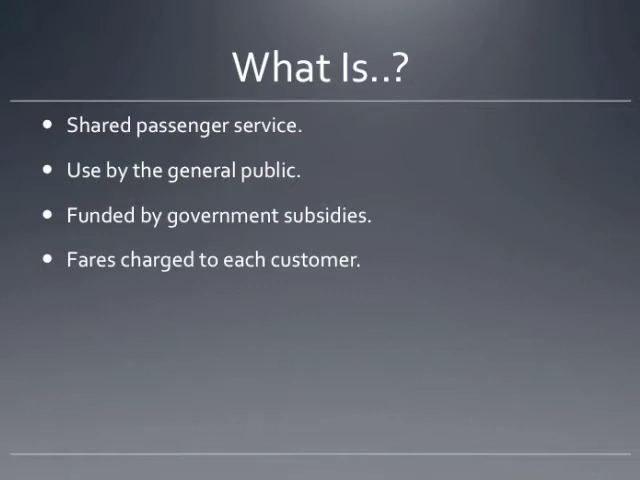 What Is..?
• Shared passenger service.
• Use by the general public.
• Funded by government subsidies.
• Fares charged to each customer.